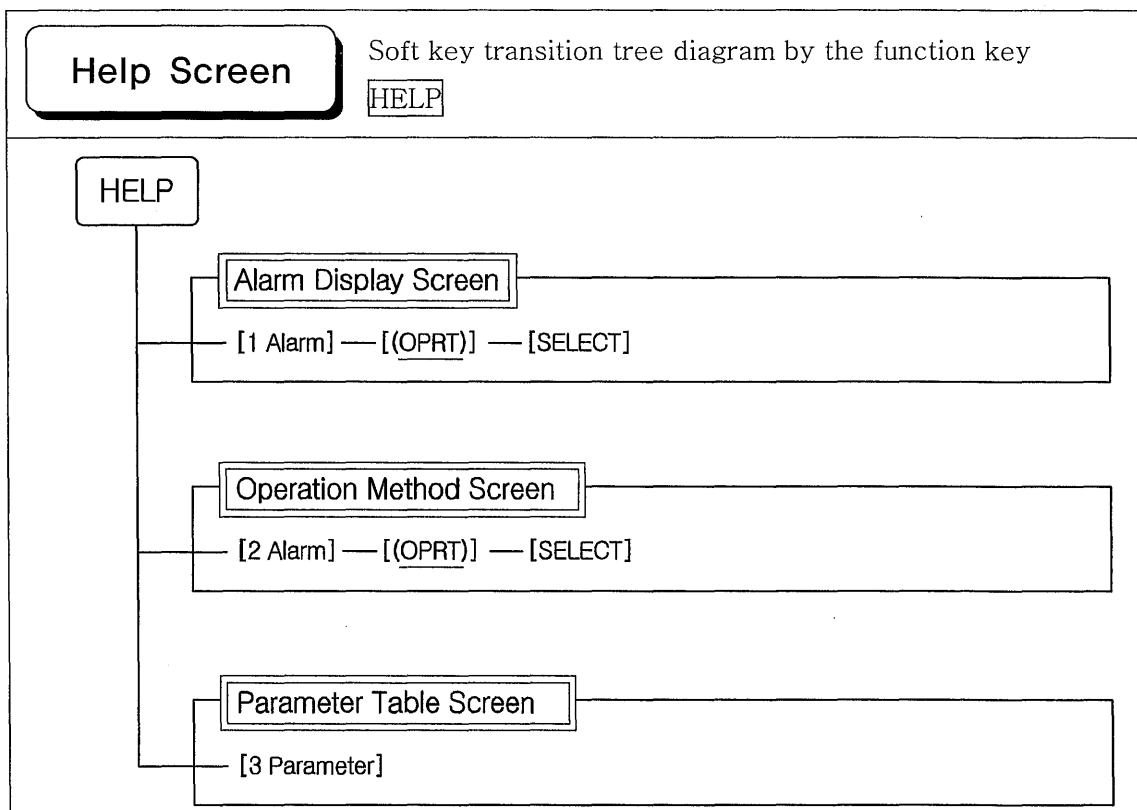 Help Screen
Soft key transition tree diagram by the function key
HELP
HELP
Alarm Display Screen
[1 Alarm] — [(OPRT)] — [SELECT]
Operation Method Screen
[2 Alarm] — [(OPRT)] — [SELECT]
Parameter Table Screen
[3 Parameter]